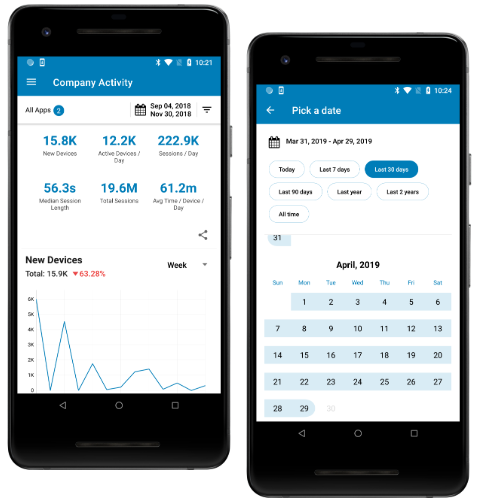 10:21
Company Activity
All Apps 2
Sep 04, 2018
Nov 30, 2018
15.8K 12.2K 222.9K
New Devices Active Devices / Day Sessions / Day
56.3s 19.6M 61.2m
Median Session Length Total Sessions Avg Time / Device / Day
New Devices
Total: 15.9K ▼63.28%
Week
6K
5K
4K
3K
2K
1K
0
10:24
Pick a date
Mar 31, 2019 - Apr 29, 2019
Today Last 7 days Last 30 days
Last 90 days Last year Last 2 years
All time
31
April, 2019
Sun Mon Tue Wed Thu Fri Sat
1 2 3 4 5 6
7 8 9 10 11 12 13
14 15 16 17 18 19 20
21 22 23 24 25 26 27
28 29 30